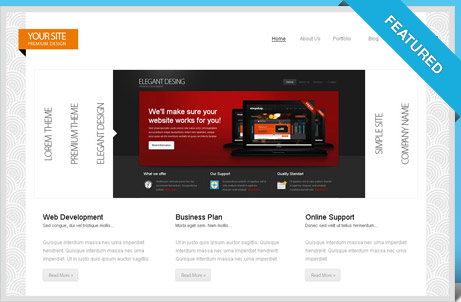 FEATURED
YOUR SITE
PREMIUM DESIGN
Home
About Us
Portfolio
Blog
LOREM THEME
PREMIUM THEME
ELEGANT DESIGN
ELEGANT DESING
We'll make sure your
website works for you!
What we offer
Our Support
Quality Standart
SIMPLE SITE
COMPANY NAME
Web Development
Sed congue, dui vel tristique mollis...
Quisque interdum massa nec urna imperdiet
hendrerit. Quisque interdum massa nec urna
imperdiet. Ut in justo quis ipsum auctor sagittis.
Read More »
Business Plan
Morbi eget sem. Nam mollis...
Ut in justo quis ipsum auctor sagittis. Quisque
interdum massa nec urna imperdiet hendrerit.
Quisque interdum massa nec urna imperdiet.
Read More »
Online Support
Donec sed velit ut tellus fermentum...
Quisque interdum massa nec urna imperdiet
hendrerit. Quisque interdum massa nec urna
imperdiet.
Read More »